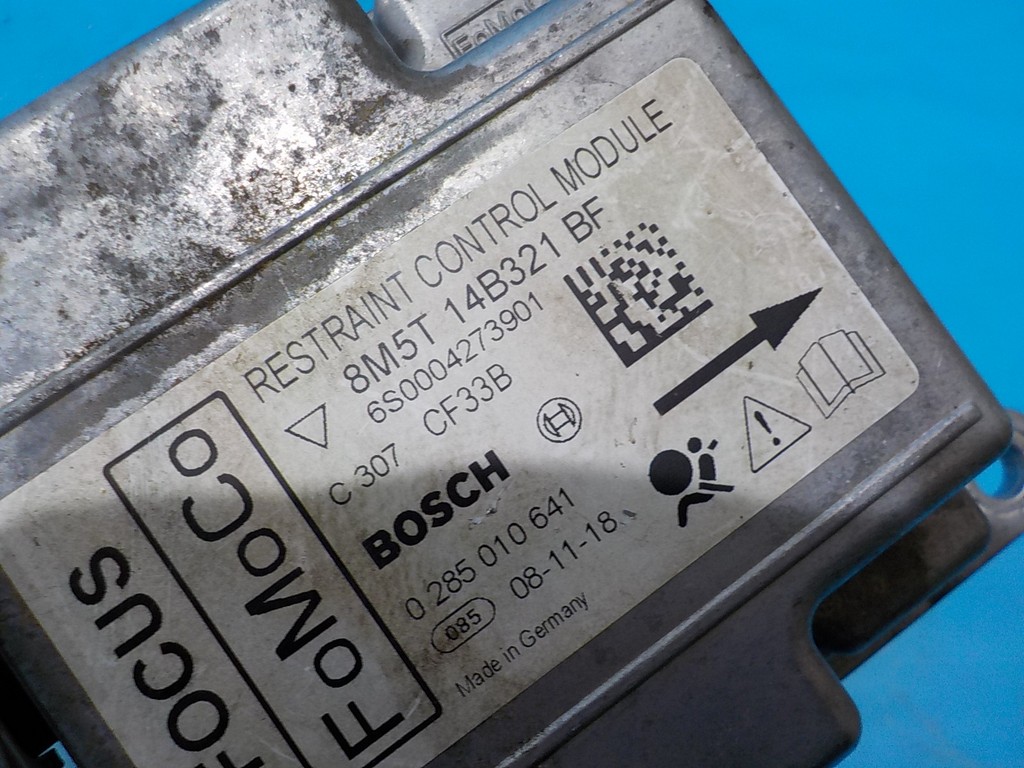 FoMoCo
RESTRAINT CONTROL MODULE
8M5T 14B321 BF
6S0004273901
C 307 CF33B
BOSCH
0 285 010 641
085 08-11-18
Made in Germany
FoMoCo
FOCUS